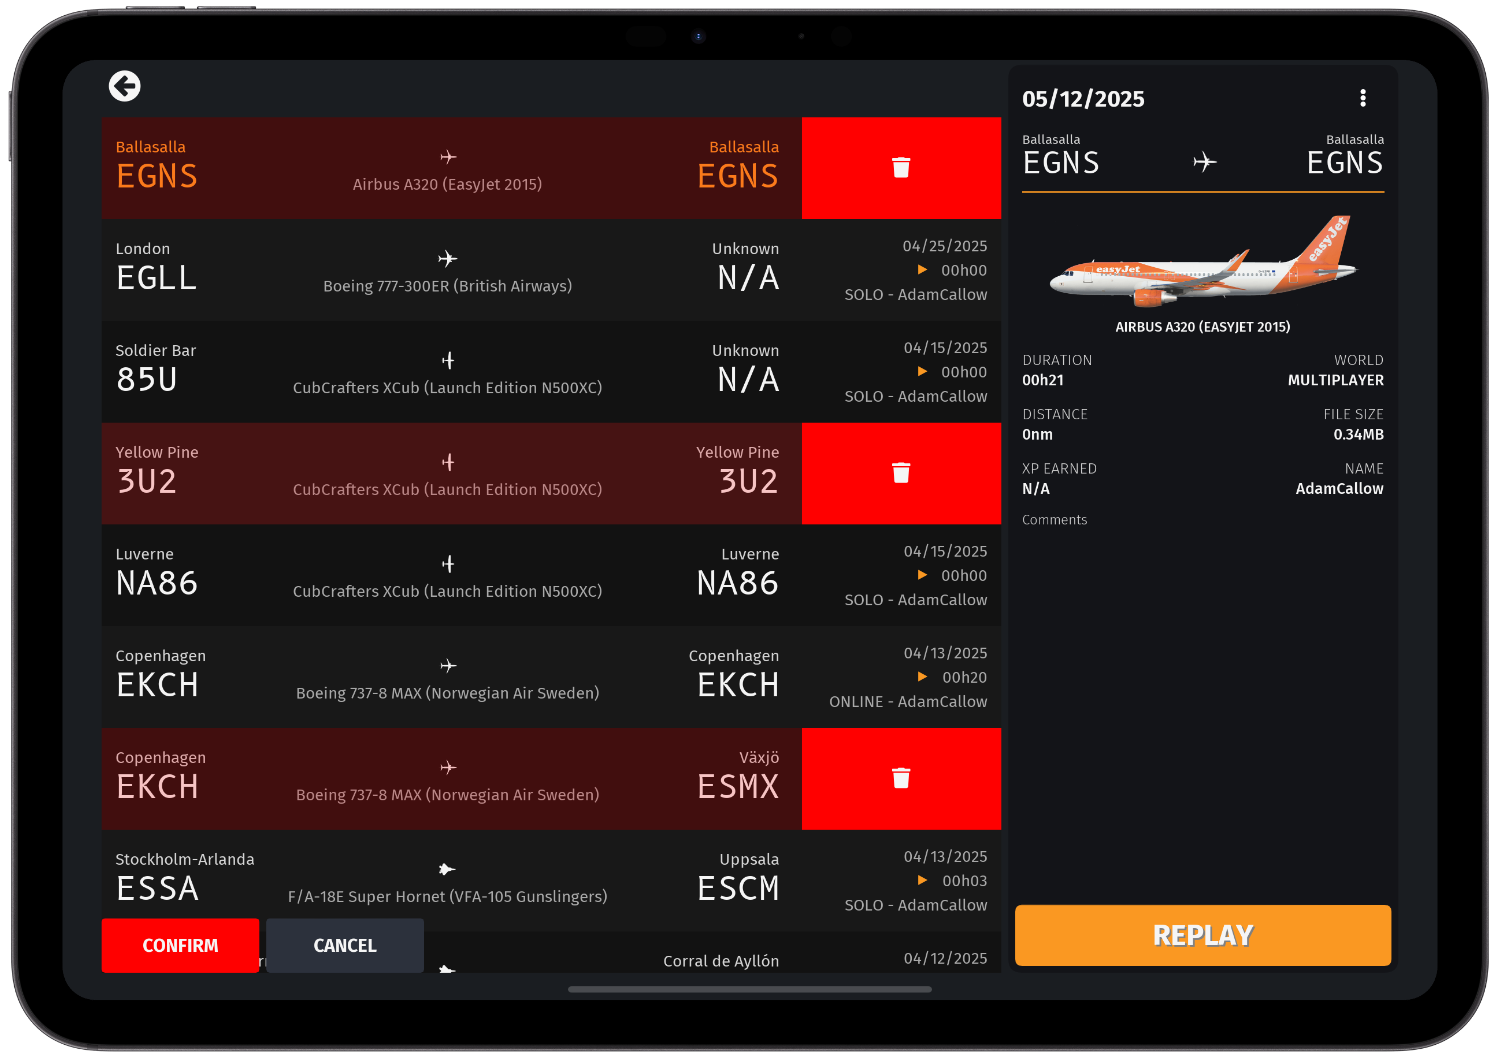 Ballasalla
EGNS
Airbus A320 (EasyJet 2015)
Ballasalla
EGNS
London
EGLL
Boeing 777-300ER (British Airways)
Unknown
N/A
04/25/2025
00h00
SOLO - AdamCallow
Soldier Bar
85U
CubCrafters XCub (Launch Edition N500XC)
Unknown
N/A
04/15/2025
00h00
SOLO - AdamCallow
Yellow Pine
3U2
CubCrafters XCub (Launch Edition N500XC)
Yellow Pine
3U2
Luverne
NA86
CubCrafters XCub (Launch Edition N500XC)
Luverne
NA86
04/15/2025
00h00
SOLO - AdamCallow
Copenhagen
EKCH
Boeing 737-8 MAX (Norwegian Air Sweden)
Copenhagen
EKCH
04/13/2025
00h20
ONLINE - AdamCallow
Copenhagen
EKCH
Boeing 737-8 MAX (Norwegian Air Sweden)
Växjö
ESMX
Stockholm-Arlanda
ESSA
F/A-18E Super Hornet (VFA-105 Gunslingers)
Uppsala
ESCM
04/13/2025
00h03
SOLO - AdamCallow
Corral de Ayllón
04/12/2025
CONFIRM
CANCEL
05/12/2025
Ballasalla
EGNS
Ballasalla
EGNS
easyJet
easyJet
AIRBUS A320 (EASYJET 2015)
DURATION
00h21
WORLD
MULTIPLAYER
DISTANCE
0nm
FILE SIZE
0.34MB
XP EARNED
N/A
NAME
AdamCallow
Comments
REPLAY